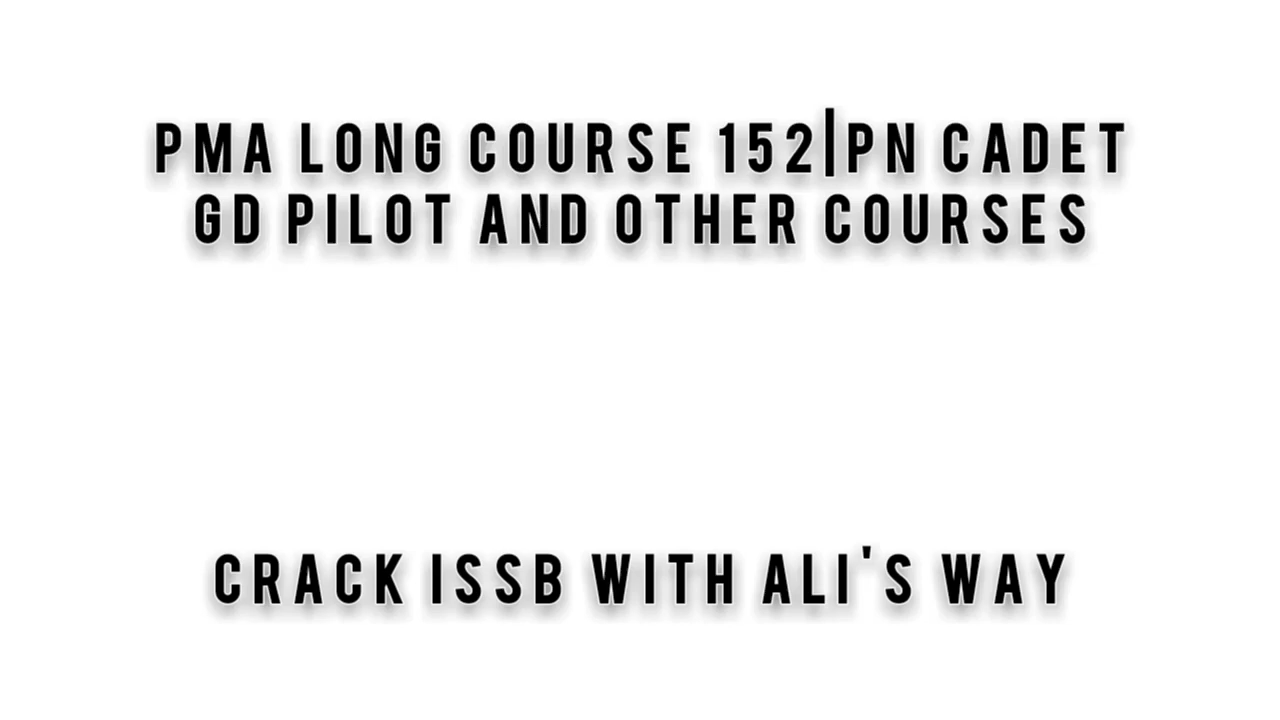 PMA LONG COURSE 152|PN CADET
GD PILOT AND OTHER COURSES
CRACK ISSB WITH ALI'S WAY